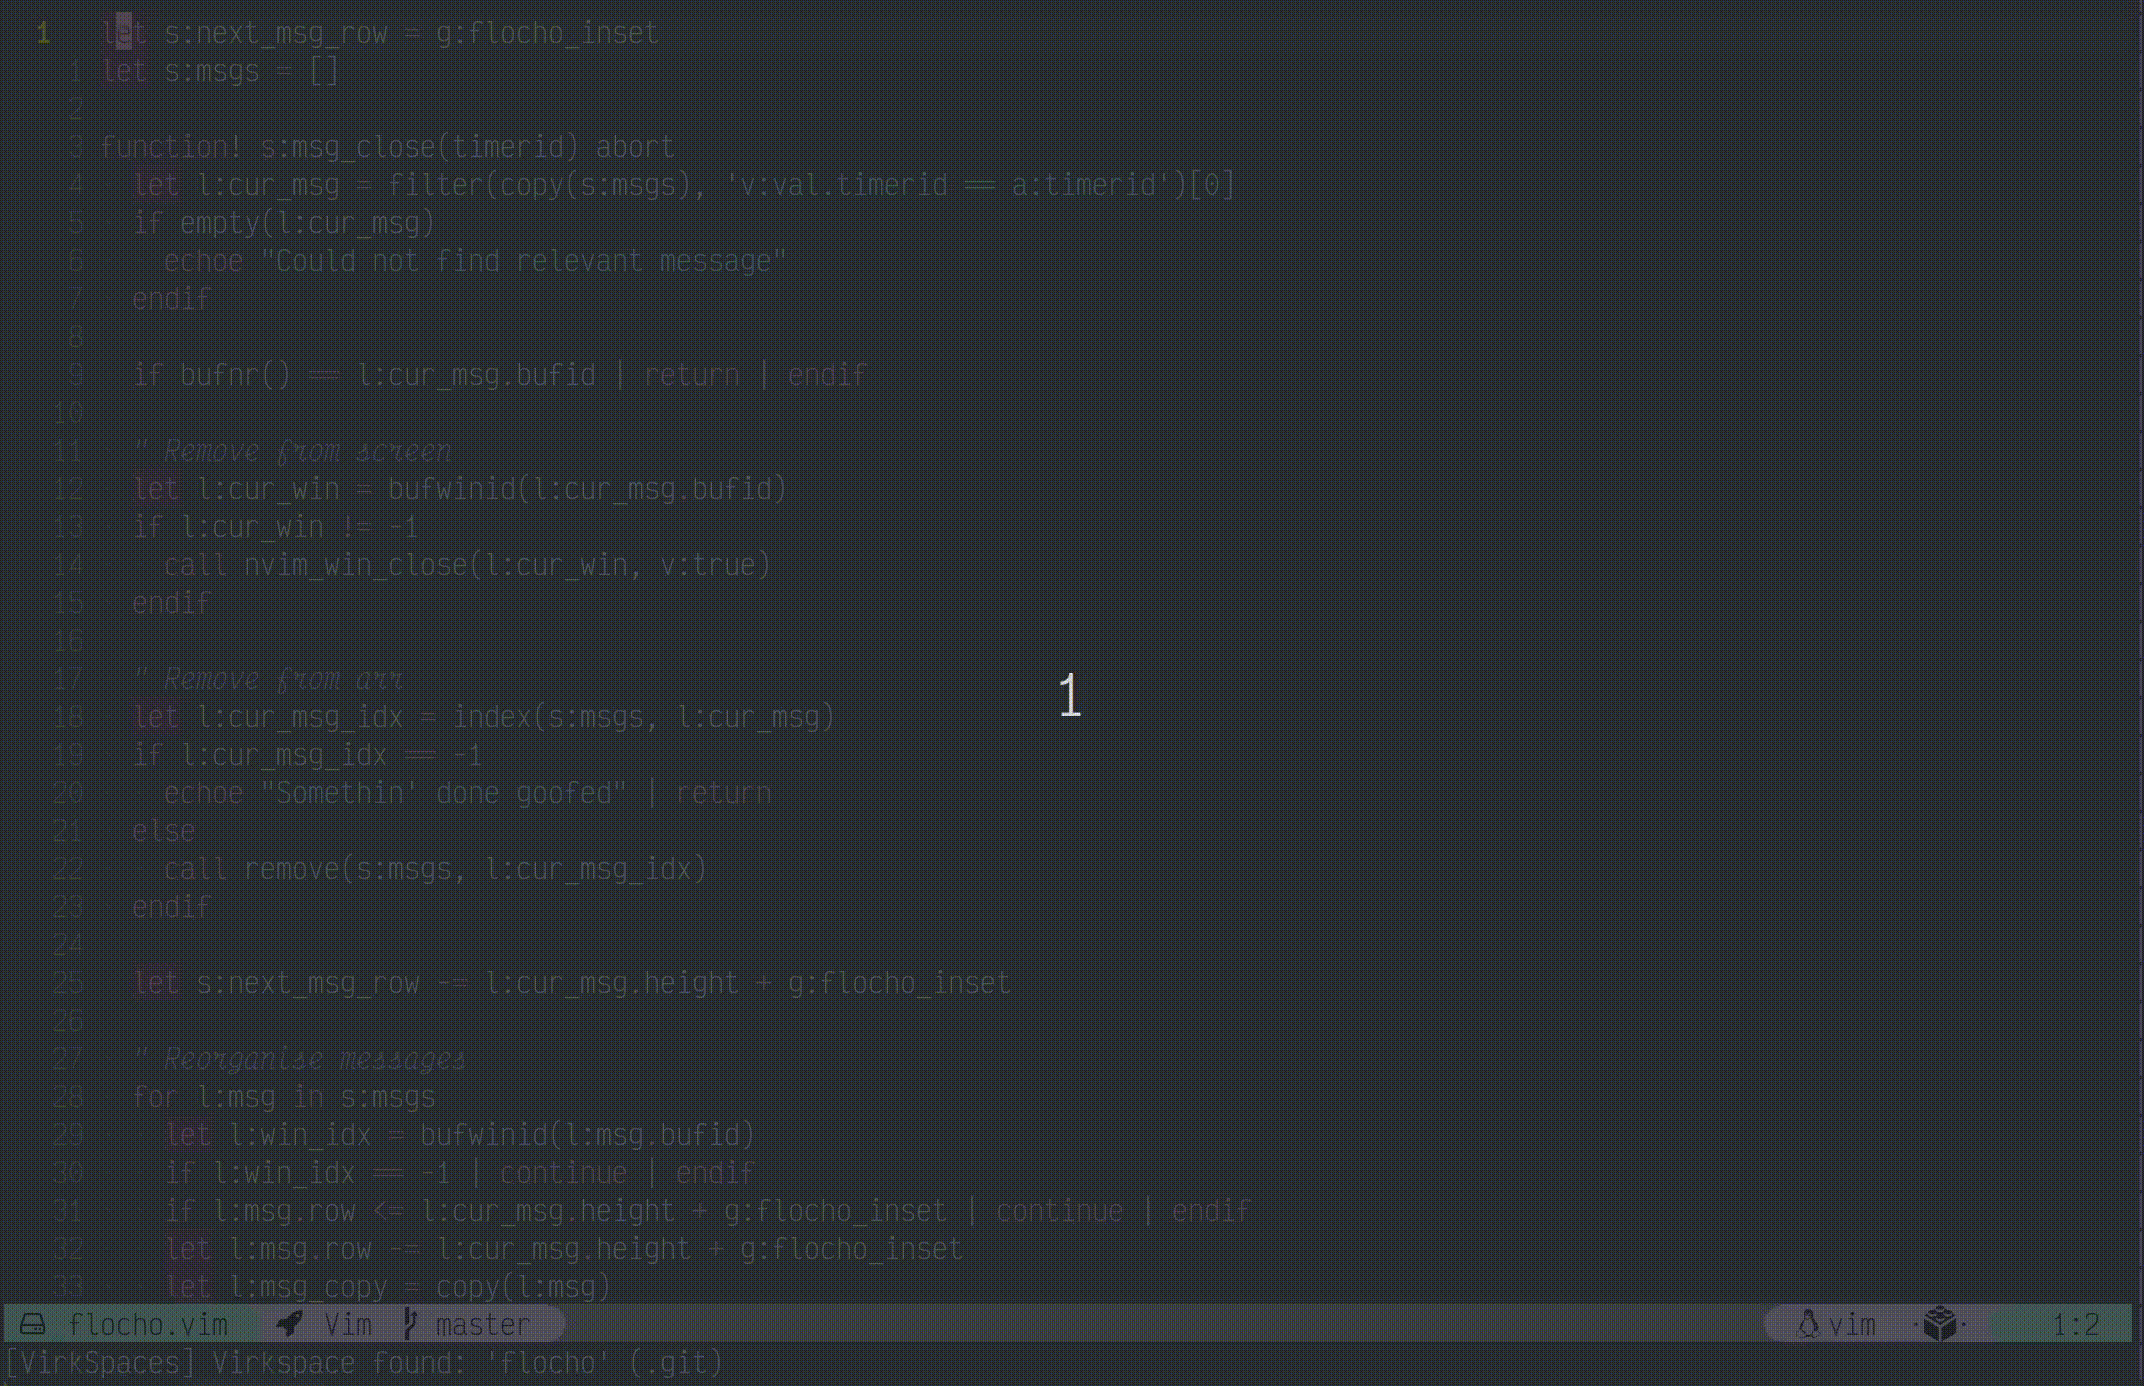 1 let s:next_msg_row = g:flocho_inset
1 let s:msgs = []
2
3 function! s:msg_close(timerid) abort
4 let l:cur_msg = filter(copy(s:msgs), 'v:val.timerid == a:timerid')[0]
5 if empty(l:cur_msg)
6 echoe "Could not find relevant message"
7 endif
8
9 if bufnr() == l:cur_msg.bufid | return | endif
10
11 " Remove from screen
12 let l:cur_win = bufwinid(l:cur_msg.bufid)
13 if l:cur_win != -1
14 call nvim_win_close(l:cur_win, v:true)
15 endif
16
17 " Remove from arr
1
18 let l:cur_msg_idx = index(s:msgs, l:cur_msg)
19 if l:cur_msg_idx == -1
20 echoe "Somethin' done goofed" | return
21 else
22 call remove(s:msgs, l:cur_msg_idx)
23 endif
24
25 let s:next_msg_row -= l:cur_msg.height + g:flocho_inset
26
27 " Reorganise messages
28 for l:msg in s:msgs
29 let l:win_idx = bufwinid(l:msg.bufid)
30 if l:win_idx == -1 | continue | endif
31 if l:msg.row <= l:cur_msg.height + g:flocho_inset | continue | endif
32 let l:msg.row -= l:cur_msg.height + g:flocho_inset
33 let l:msg_copy = copy(l:msg)
flocho.vim Vim master vim 1:2
[VirkSpaces] Virkspace found: 'flocho' (.git)